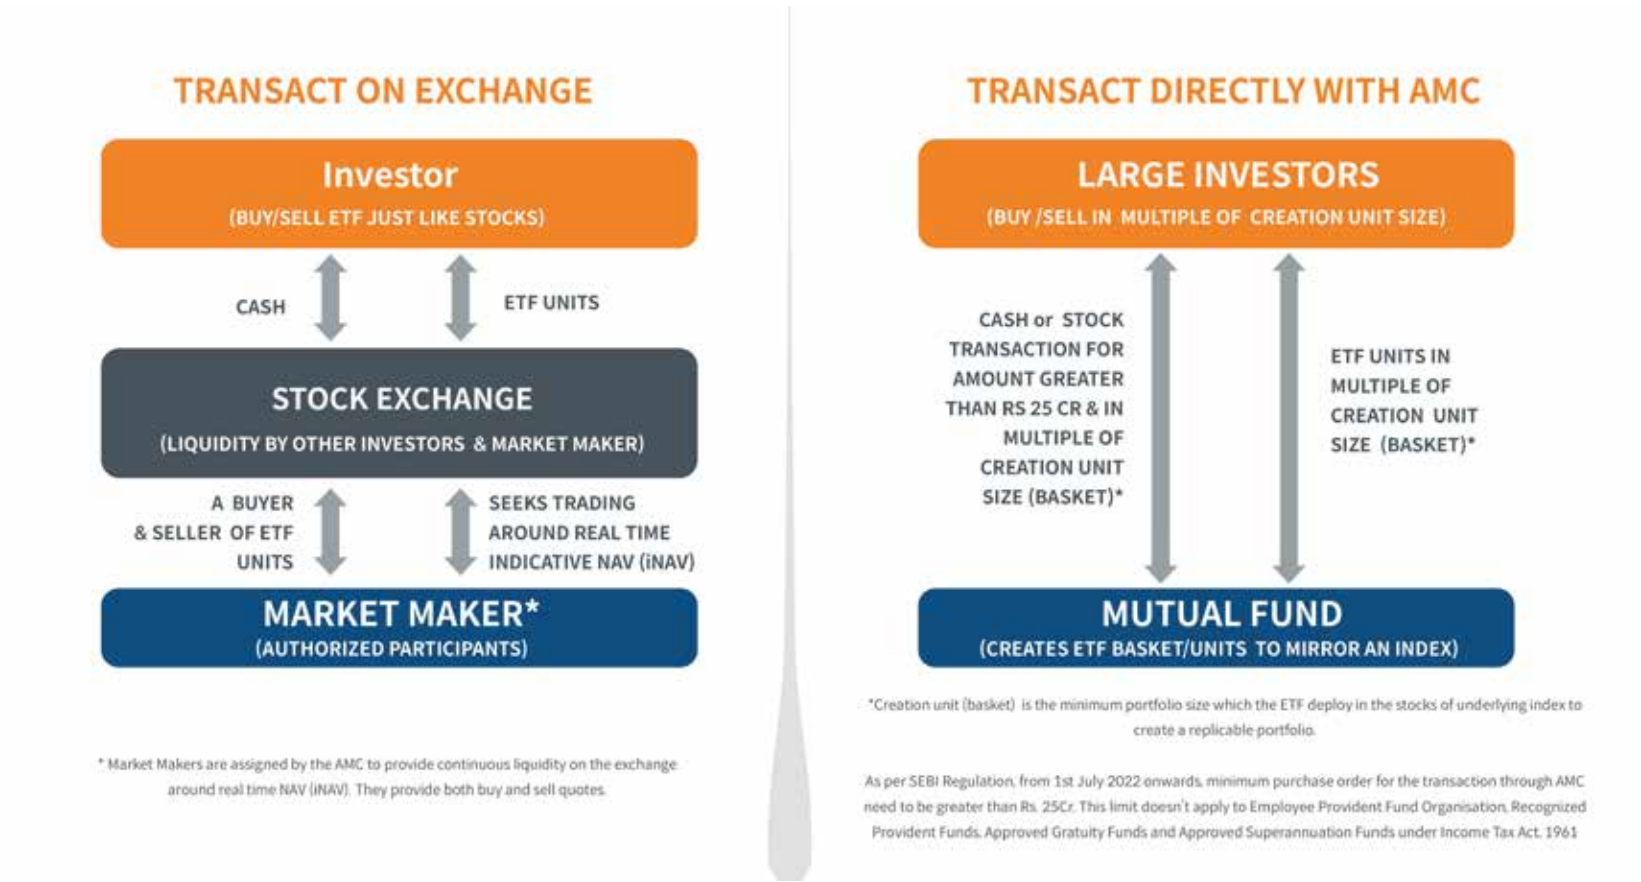 TRANSACT ON EXCHANGE
Investor
(BUY/SELL ETF JUST LIKE STOCKS)
CASH
ETF UNITS
STOCK EXCHANGE
(LIQUIDITY BY OTHER INVESTORS & MARKET MAKER)
A BUYER
& SELLER OF ETF
UNITS
SEEKS TRADING
AROUND REAL TIME
INDICATIVE NAV (iNAV)
MARKET MAKER*
(AUTHORIZED PARTICIPANTS)
* Market Makers are assigned by the AMC to provide continuous liquidity on the exchange
around real time NAV (iNAV). They provide both buy and sell quotes.
TRANSACT DIRECTLY WITH AMC
LARGE INVESTORS
(BUY /SELL IN MULTIPLE OF CREATION UNIT SIZE)
CASH or STOCK
TRANSACTION FOR
AMOUNT GREATER
THAN RS 25 CR & IN
MULTIPLE OF
CREATION UNIT
SIZE (BASKET)*
ETF UNITS IN
MULTIPLE OF
CREATION UNIT
SIZE (BASKET)*
MUTUAL FUND
(CREATES ETF BASKET/UNITS TO MIRROR AN INDEX)
*Creation unit (basket) is the minimum portfolio size which the ETF deploy in the stocks of underlying index to
create a replicable portfolio.
As per SEBI Regulation, from 1st July 2022 onwards, minimum purchase order for the transaction through AMC
need to be greater than Rs. 25Cr. This limit doesn't apply to Employee Provident Fund Organisation, Recognized
Provident Funds, Approved Gratuity Funds and Approved Superannuation Funds under Income Tax Act, 1961